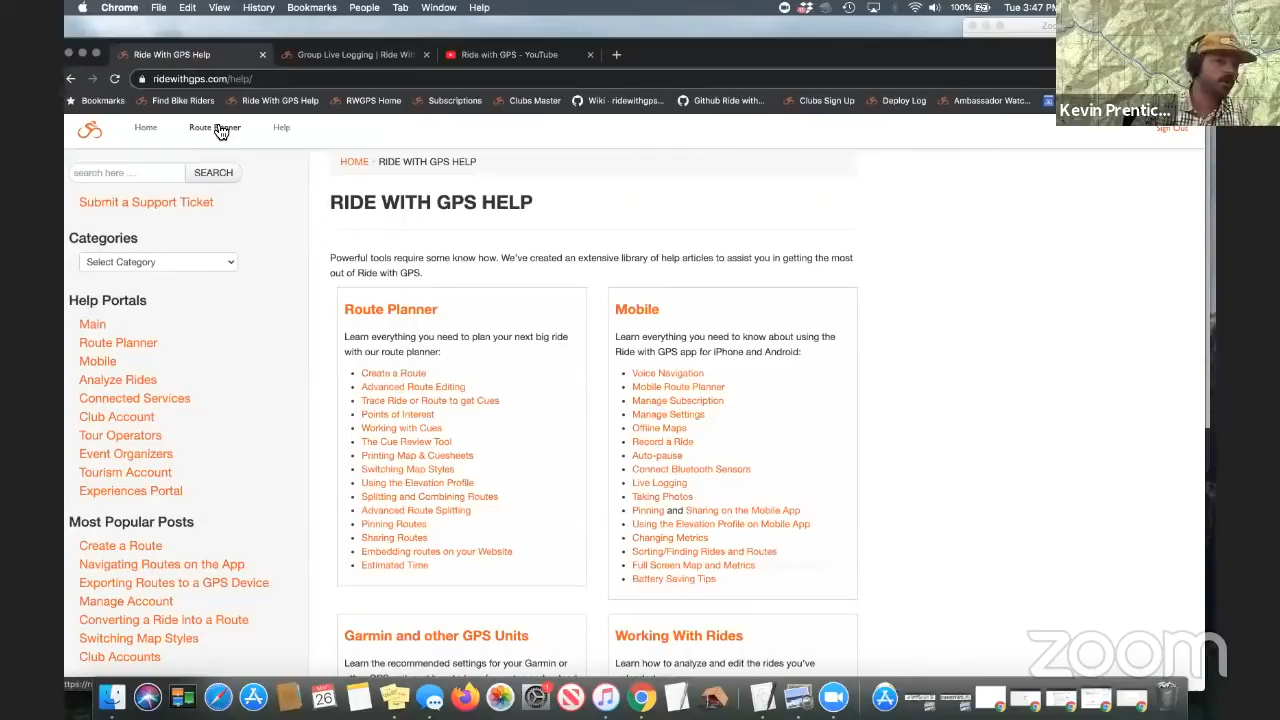 Chrome File Edit View History Bookmarks People Tab Window Help 100% Tue 3:47 PM
Ride With GPS Help Group Live Logging | Ride Wit Ride with GPS - YouTube
ridewithgps.com/help/
Bookmarks Find Bike Riders Ride With GPS Help RWGPS Home Subscriptions Clubs Master Wiki · ridewithgps... Github Ride with... Clubs Sign Up Deploy Log Ambassador Watc...
Kevin Prentic...
Home Route Planner Help Sign Out
search here ... SEARCH
Submit a Support Ticket
Categories
Select Category
Help Portals
Main
Route Planner
Mobile
Analyze Rides
Connected Services
Club Account
Tour Operators
Event Organizers
Tourism Account
Experiences Portal
Most Popular Posts
Create a Route
Navigating Routes on the App
Exporting Routes to a GPS Device
Manage Account
Converting a Ride into a Route
Switching Map Styles
Club Accounts
HOME / RIDE WITH GPS HELP
RIDE WITH GPS HELP
Powerful tools require some know how. We've created an extensive library of help articles to assist you in getting the most
out of Ride with GPS.
Route Planner
Learn everything you need to plan your next big ride
with our route planner:
• Create a Route
• Advanced Route Editing
• Trace Ride or Route to get Cues
• Points of Interest
• Working with Cues
• The Cue Review Tool
• Printing Map & Cuesheets
• Switching Map Styles
• Using the Elevation Profile
• Splitting and Combining Routes
• Advanced Route Splitting
• Pinning Routes
• Sharing Routes
• Embedding routes on your Website
• Estimated Time
Mobile
Learn everything you need to know about using the
Ride with GPS app for iPhone and Android:
• Voice Navigation
• Mobile Route Planner
• Manage Subscription
• Manage Settings
• Offline Maps
• Record a Ride
• Auto-pause
• Connect Bluetooth Sensors
• Live Logging
• Taking Photos
• Pinning and Sharing on the Mobile App
• Using the Elevation Profile on Mobile App
• Changing Metrics
• Sorting/Finding Rides and Routes
• Full Screen Map and Metrics
• Battery Saving Tips
Garmin and other GPS Units
Learn the recommended settings for your Garmin or
Working With Rides
Learn how to analyze and edit the rides you've
zoom